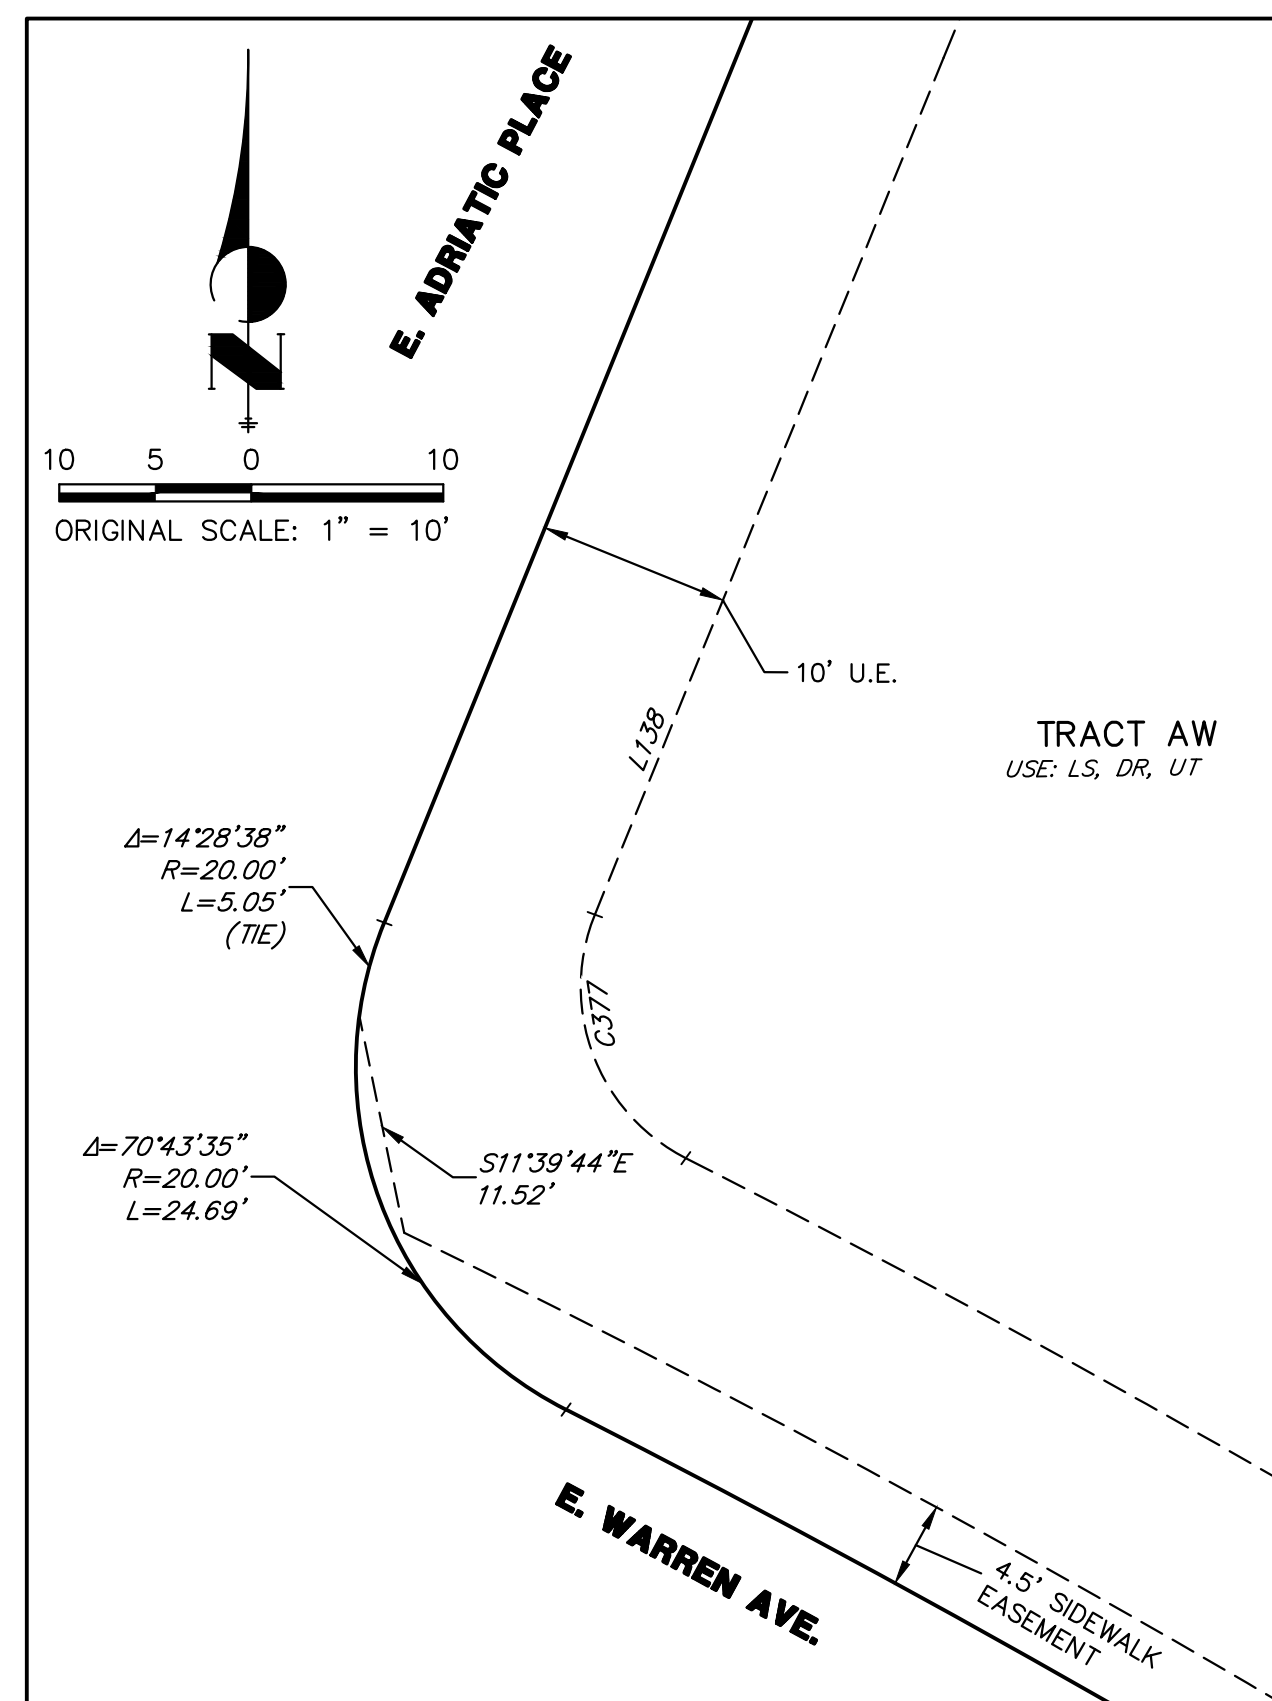 E. ADRIATIC PLACE
N
10 5 0 10
ORIGINAL SCALE: 1" = 10'
10' U.E.
L138
TRACT AW
USE: LS, DR, UT
Δ=14°28'38"
R=20.00'
L=5.05'
(TIE)
C377
Δ=70°43'35"
R=20.00'
L=24.69'
S11°39'44"E
11.52'
E. WARREN AVE.
4.5' SIDEWALK
EASEMENT